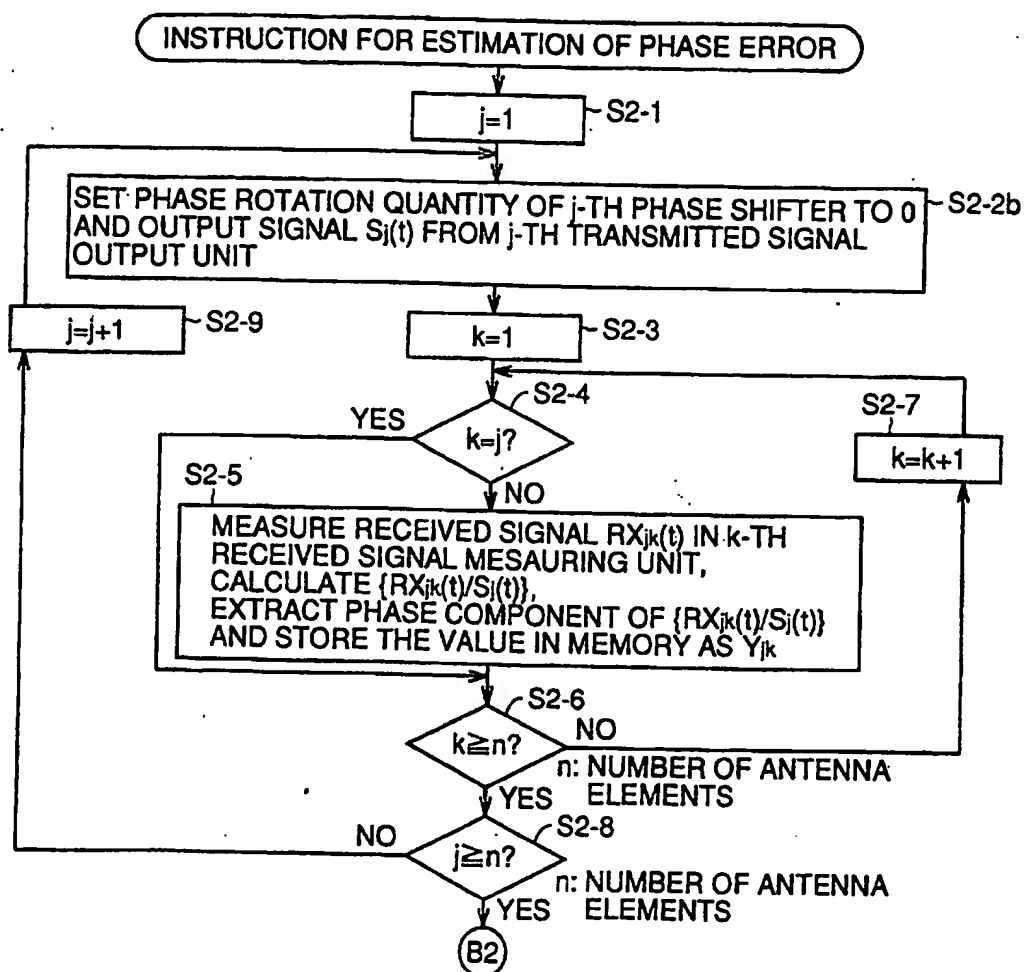 INSTRUCTION FOR ESTIMATION OF PHASE ERROR
j=1
S2-1
SET PHASE ROTATION QUANTITY OF j-TH PHASE SHIFTER TO 0
AND OUTPUT SIGNAL Sj(t) FROM j-TH TRANSMITTED SIGNAL
OUTPUT UNIT
S2-2b
j=j+1
S2-9
k=1
S2-3
S2-4
YES
k=j?
S2-7
k=k+1
S2-5
NO
MEASURE RECEIVED SIGNAL RXjk(t) IN k-TH
RECEIVED SIGNAL MESAURING UNIT,
CALCULATE {RXjk(t)/Sj(t)},
EXTRACT PHASE COMPONENT OF {RXjk(t)/Sj(t)}
AND STORE THE VALUE IN MEMORY AS Yjk
S2-6
k≧n?
NO
n: NUMBER OF ANTENNA
ELEMENTS
YES
S2-8
NO
j≧n?
n: NUMBER OF ANTENNA
ELEMENTS
YES
B2